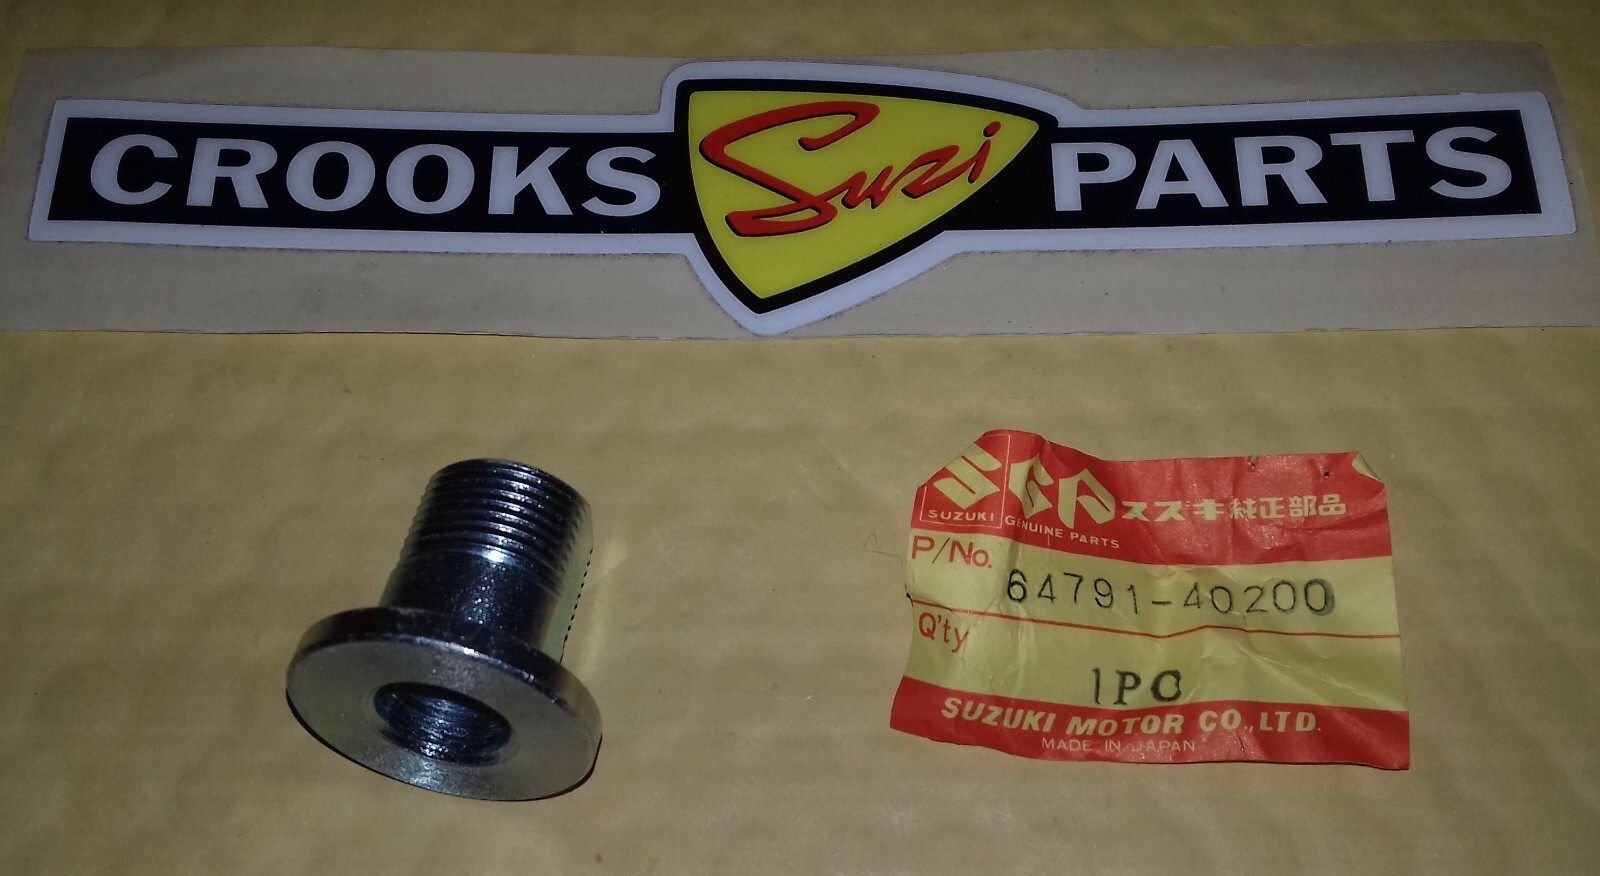 CROOKS Suzi PARTS
SGP スズキ純正部品
SUZUKI GENUINE PARTS
P/No. 64791-40200
Q'ty 1PC
SUZUKI MOTOR CO., LTD.
MADE IN JAPAN